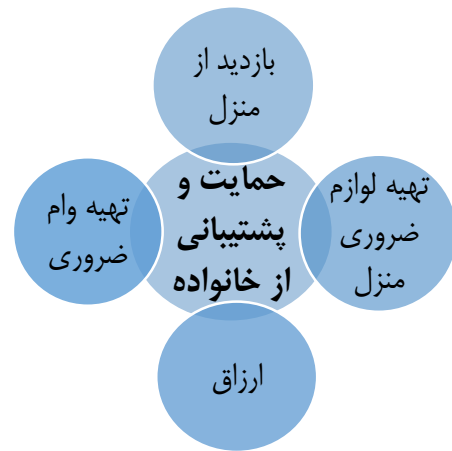 بازدید از
منزل
حمایت و
پشتیبانی
از خانواده
تهیه لوازم
ضروری
منزل
ارزاق
تهیه وام
ضروری